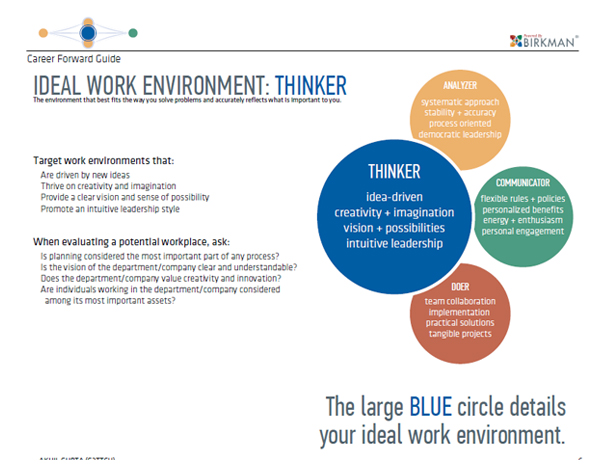 Powered By
BIRKMAN
Career Forward Guide
IDEAL WORK ENVIRONMENT: THINKER
The environment that best fits the way you solve problems and accurately reflects what is important to you.
Target work environments that:
Are driven by new ideas
Thrive on creativity and imagination
Provide a clear vision and sense of possibility
Promote an intuitive leadership style
When evaluating a potential workplace, ask:
Is planning considered the most important part of any process?
Is the vision of the department/company clear and understandable?
Does the department/company value creativity and innovation?
Are individuals working in the department/company considered
among its most important assets?
ANALYZER
systematic approach
stability + accuracy
process oriented
democratic leadership
THINKER
idea-driven
creativity + imagination
vision + possibilities
intuitive leadership
COMMUNICATOR
flexible rules + policies
personalized benefits
energy + enthusiasm
personal engagement
DOER
team collaboration
implementation
practical solutions
tangible projects
The large BLUE circle details
your ideal work environment.